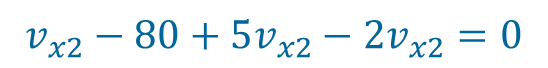 v_{x2} − 80 + 5v_{x2} − 2v_{x2} = 0